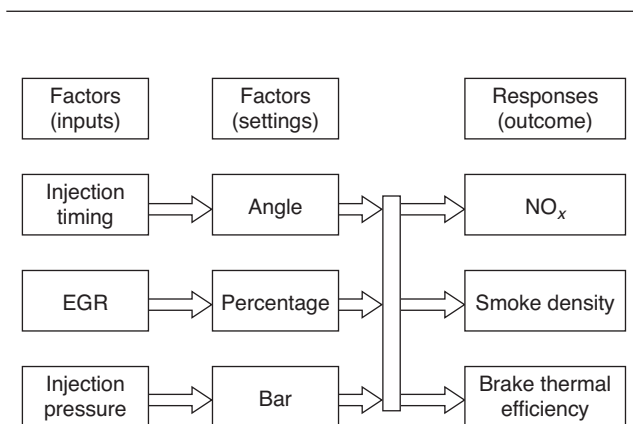 Factors
(inputs)
Factors
(settings)
Responses
(outcome)
Injection
timing
Angle
NOx
EGR
Percentage
Smoke density
Injection
pressure
Bar
Brake thermal
efficiency